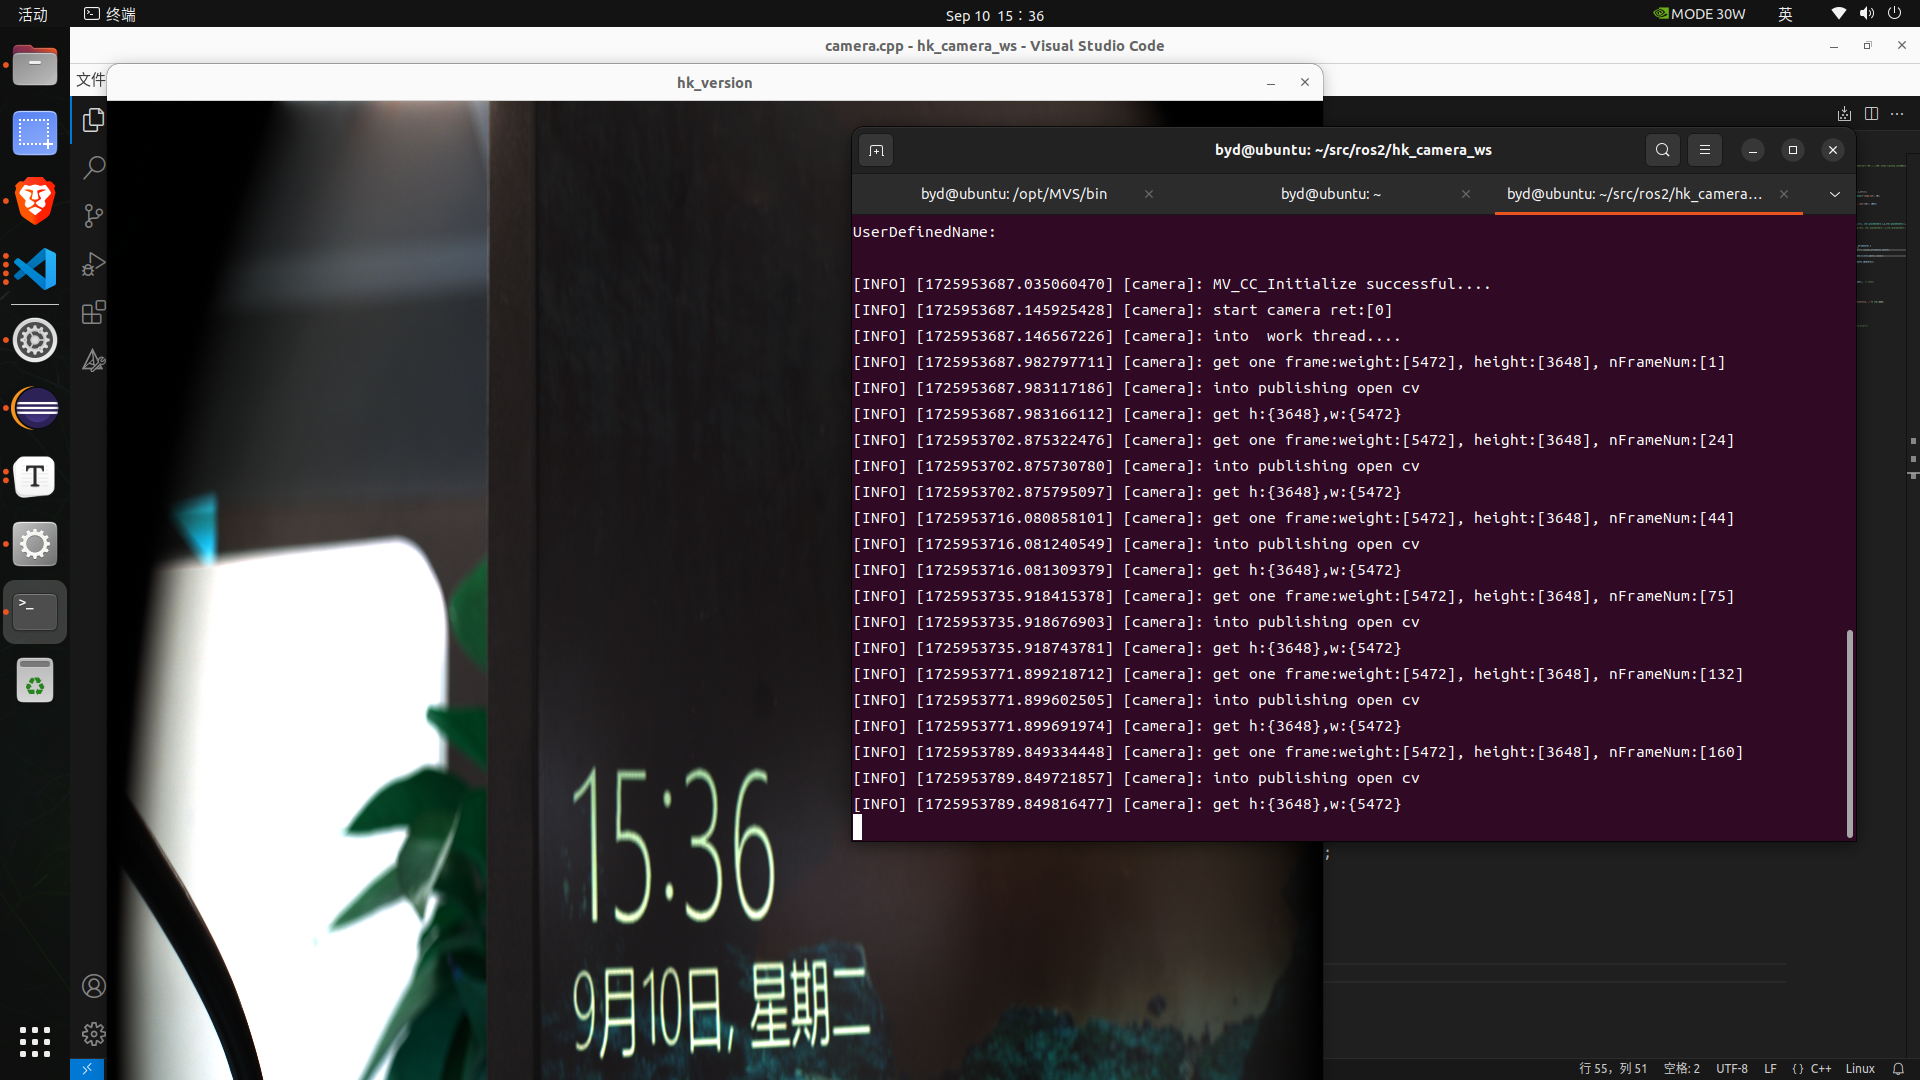 活动
终端
Sep 10 15：36
MODE 30W
英
camera.cpp - hk_camera_ws - Visual Studio Code
文件
hk_version
byd@ubuntu: ~/src/ros2/hk_camera_ws
byd@ubuntu: /opt/MVS/bin
byd@ubuntu: ~
byd@ubuntu: ~/src/ros2/hk_camera…
UserDefinedName:
[INFO] [1725953687.035060470] [camera]: MV_CC_Initialize successful....
[INFO] [1725953687.145925428] [camera]: start camera ret:[0]
[INFO] [1725953687.146567226] [camera]: into  work thread....
[INFO] [1725953687.982797711] [camera]: get one frame:weight:[5472], height:[3648], nFrameNum:[1]
[INFO] [1725953687.983117186] [camera]: into publishing open cv
[INFO] [1725953687.983166112] [camera]: get h:{3648},w:{5472}
[INFO] [1725953702.875322476] [camera]: get one frame:weight:[5472], height:[3648], nFrameNum:[24]
[INFO] [1725953702.875730780] [camera]: into publishing open cv
[INFO] [1725953702.875795097] [camera]: get h:{3648},w:{5472}
[INFO] [1725953716.080858101] [camera]: get one frame:weight:[5472], height:[3648], nFrameNum:[44]
[INFO] [1725953716.081240549] [camera]: into publishing open cv
[INFO] [1725953716.081309379] [camera]: get h:{3648},w:{5472}
[INFO] [1725953735.918415378] [camera]: get one frame:weight:[5472], height:[3648], nFrameNum:[75]
[INFO] [1725953735.918676903] [camera]: into publishing open cv
[INFO] [1725953735.918743781] [camera]: get h:{3648},w:{5472}
[INFO] [1725953771.899218712] [camera]: get one frame:weight:[5472], height:[3648], nFrameNum:[132]
[INFO] [1725953771.899602505] [camera]: into publishing open cv
[INFO] [1725953771.899691974] [camera]: get h:{3648},w:{5472}
[INFO] [1725953789.849334448] [camera]: get one frame:weight:[5472], height:[3648], nFrameNum:[160]
[INFO] [1725953789.849721857] [camera]: into publishing open cv
[INFO] [1725953789.849816477] [camera]: get h:{3648},w:{5472}
;
15:36
9月10日, 星期二
行 55，列 51
空格: 2
UTF-8
LF
{ } C++
Linux